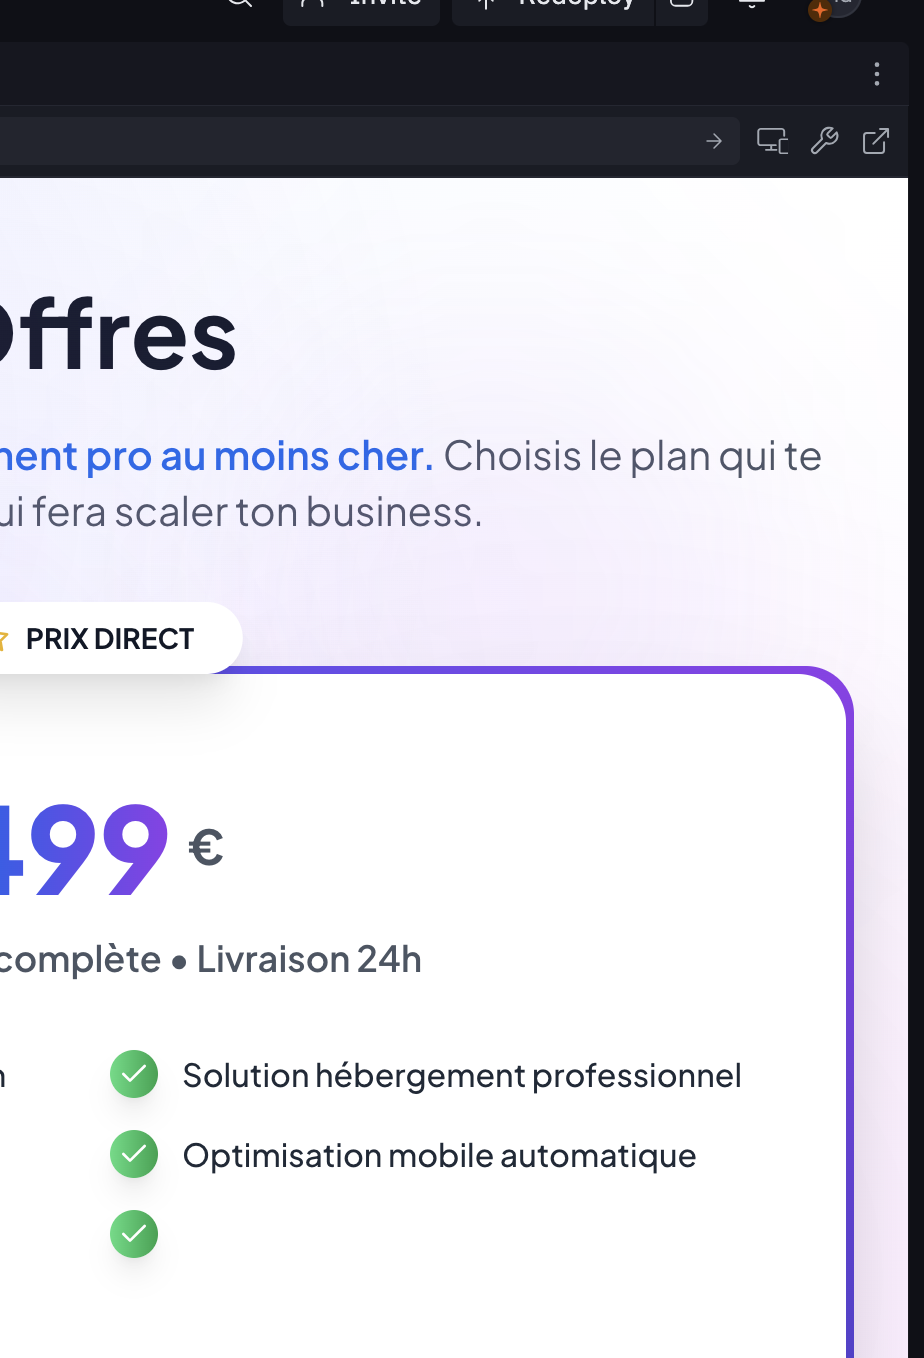 Invite
Redeploy
Offres
ment pro au moins cher. Choisis le plan qui te
ui fera scaler ton business.
PRIX DIRECT
499 €
complète • Livraison 24h
n
Solution hébergement professionnel
Optimisation mobile automatique